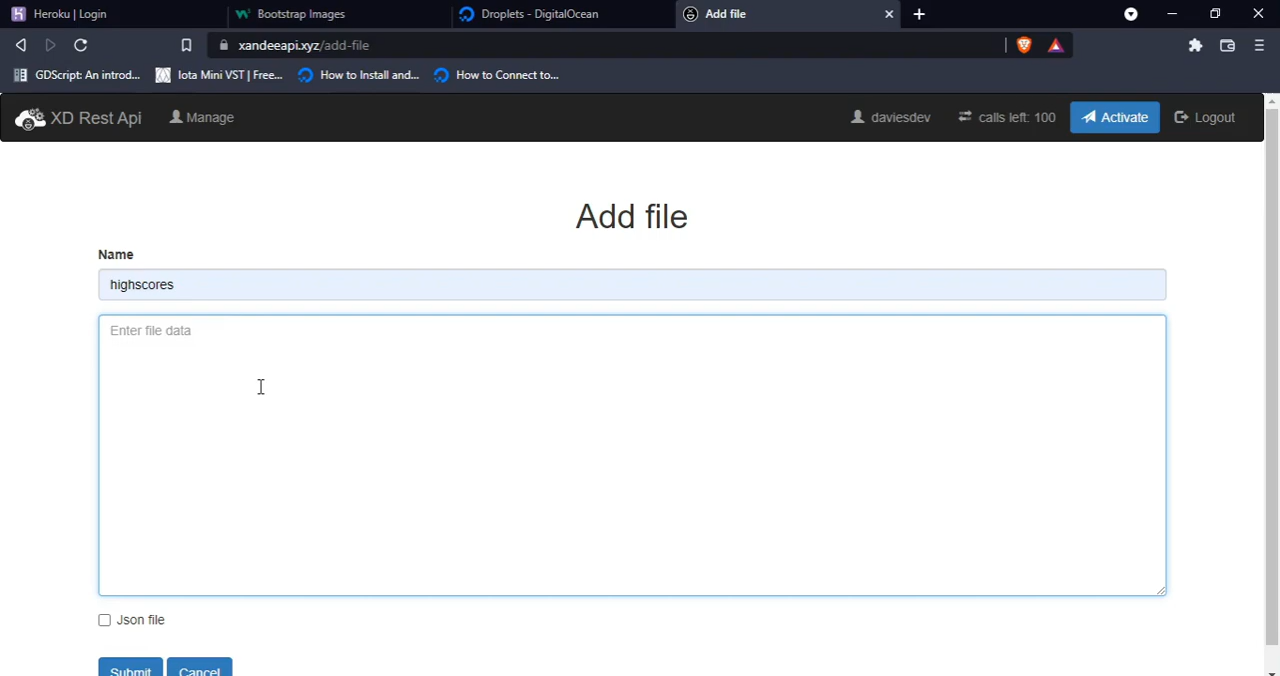 Heroku | Login
Bootstrap Images
Droplets - DigitalOcean
Add file
xandeeapi.xyz/add-file
GDScript: An introd...
Iota Mini VST | Free...
How to Install and...
How to Connect to...
XD Rest Api
Manage
daviesdev
calls left: 100
Activate
Logout
Add file
Name
highscores
Enter file data
Json file
Submit
Cancel